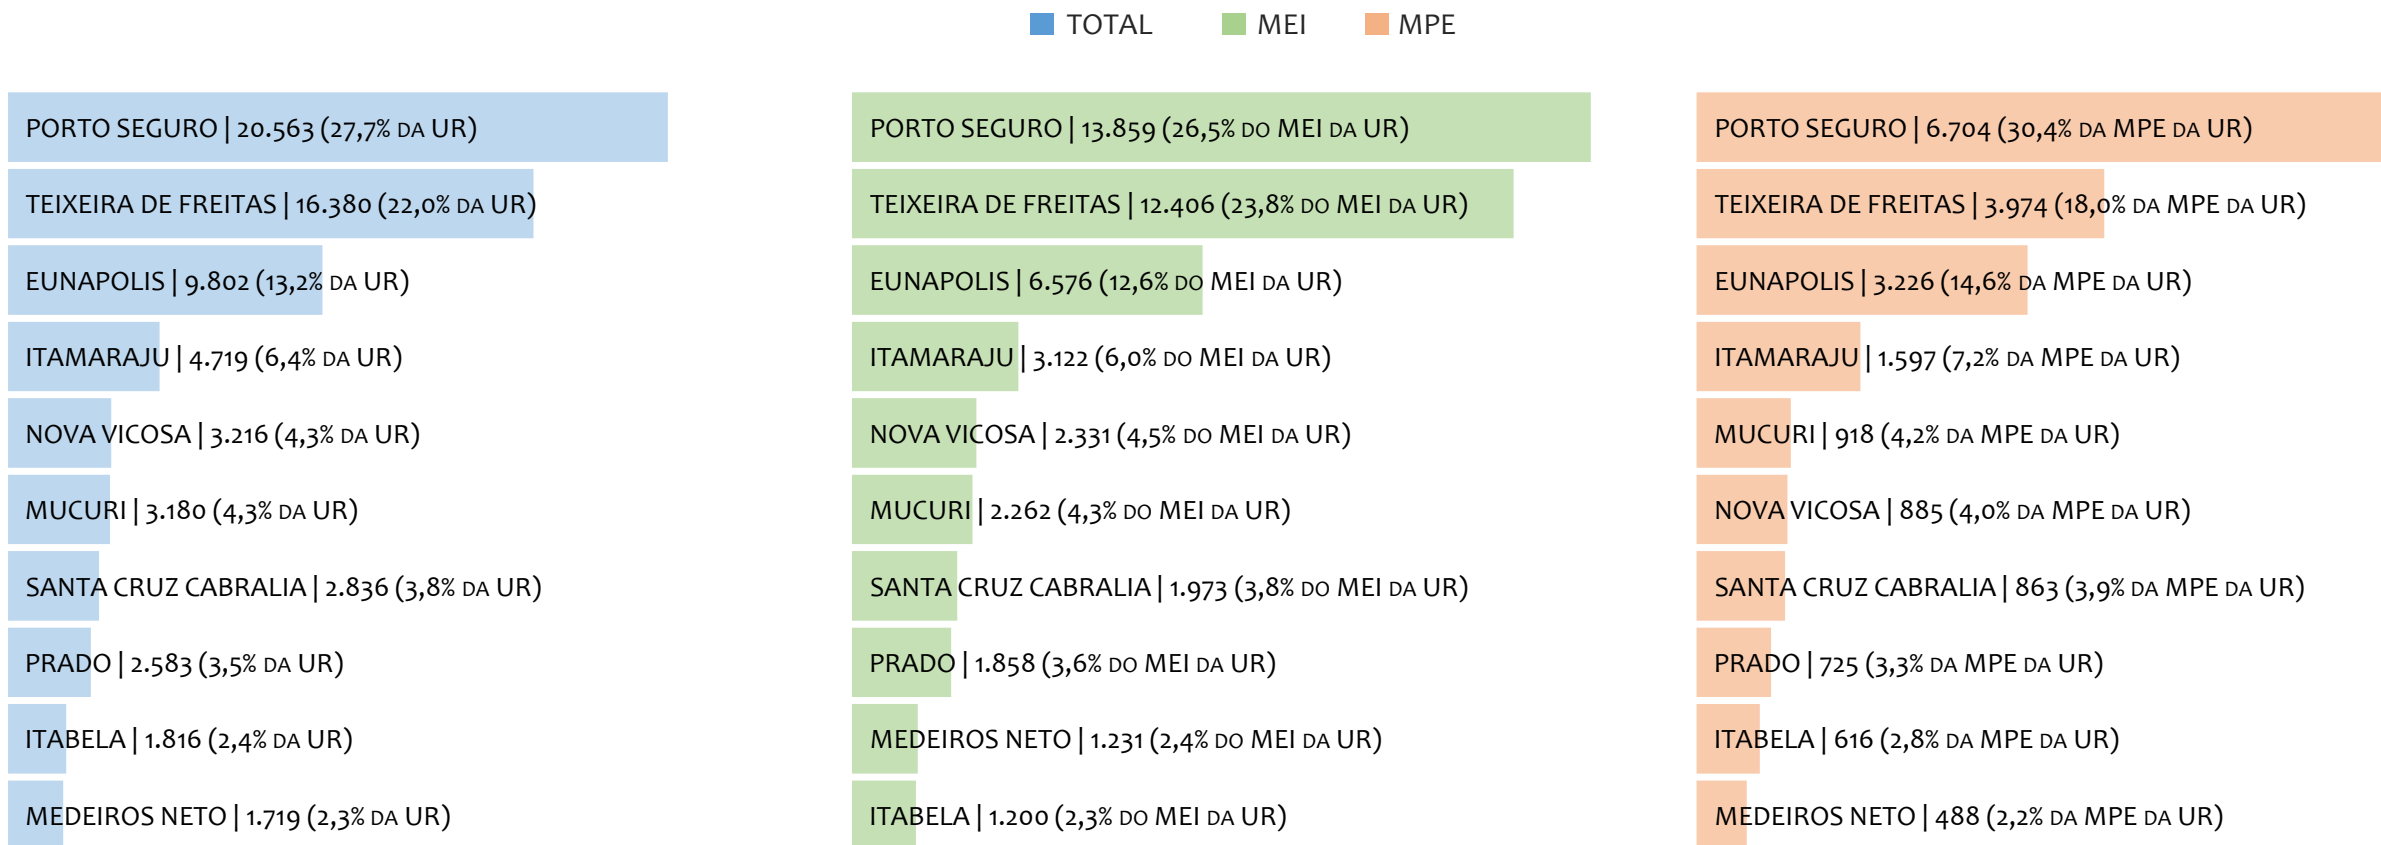 TOTAL MEI MPE
PORTO SEGURO | 20.563 (27,7% DA UR)
TEIXEIRA DE FREITAS | 16.380 (22,0% DA UR)
EUNAPOLIS | 9.802 (13,2% DA UR)
ITAMARAJU | 4.719 (6,4% DA UR)
NOVA VICOSA | 3.216 (4,3% DA UR)
MUCURI | 3.180 (4,3% DA UR)
SANTA CRUZ CABRALIA | 2.836 (3,8% DA UR)
PRADO | 2.583 (3,5% DA UR)
ITABELA | 1.816 (2,4% DA UR)
MEDEIROS NETO | 1.719 (2,3% DA UR)
PORTO SEGURO | 13.859 (26,5% DO MEI DA UR)
TEIXEIRA DE FREITAS | 12.406 (23,8% DO MEI DA UR)
EUNAPOLIS | 6.576 (12,6% DO MEI DA UR)
ITAMARAJU | 3.122 (6,0% DO MEI DA UR)
NOVA VICOSA | 2.331 (4,5% DO MEI DA UR)
MUCURI | 2.262 (4,3% DO MEI DA UR)
SANTA CRUZ CABRALIA | 1.973 (3,8% DO MEI DA UR)
PRADO | 1.858 (3,6% DO MEI DA UR)
MEDEIROS NETO | 1.231 (2,4% DO MEI DA UR)
ITABELA | 1.200 (2,3% DO MEI DA UR)
PORTO SEGURO | 6.704 (30,4% DA MPE DA UR)
TEIXEIRA DE FREITAS | 3.974 (18,0% DA MPE DA UR)
EUNAPOLIS | 3.226 (14,6% DA MPE DA UR)
ITAMARAJU | 1.597 (7,2% DA MPE DA UR)
MUCURI | 918 (4,2% DA MPE DA UR)
NOVA VICOSA | 885 (4,0% DA MPE DA UR)
SANTA CRUZ CABRALIA | 863 (3,9% DA MPE DA UR)
PRADO | 725 (3,3% DA MPE DA UR)
ITABELA | 616 (2,8% DA MPE DA UR)
MEDEIROS NETO | 488 (2,2% DA MPE DA UR)